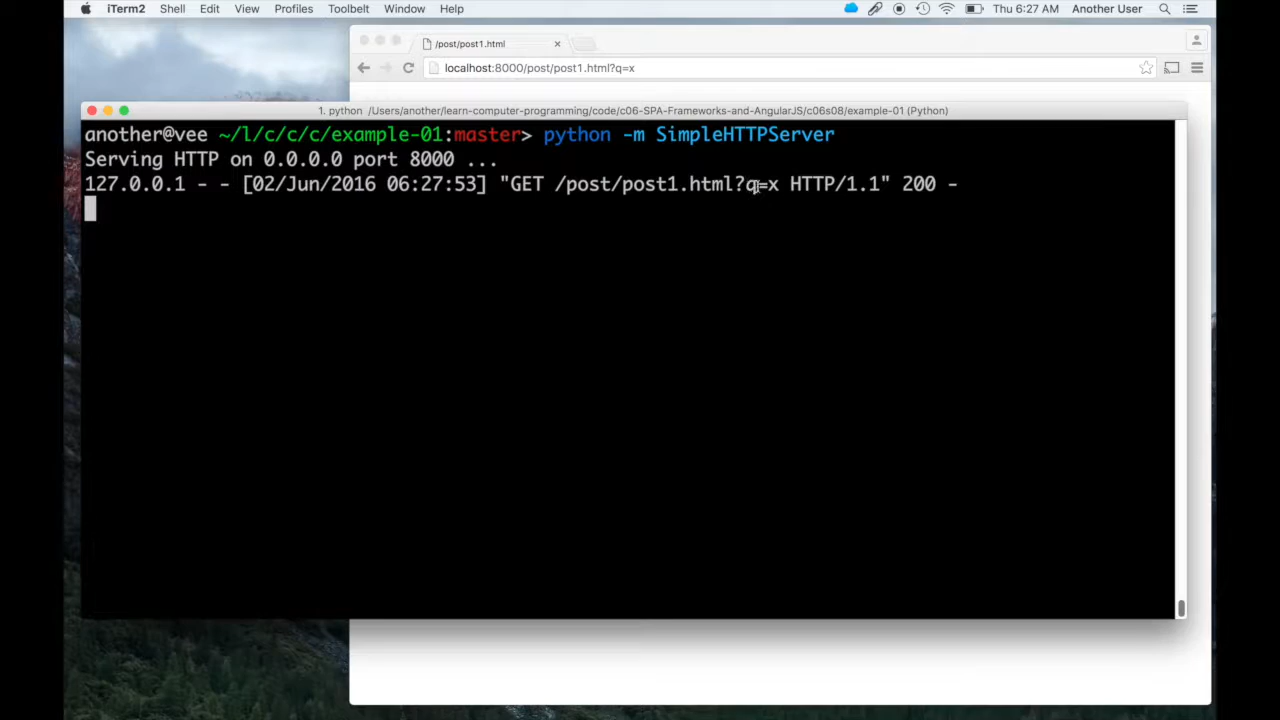 iTerm2 Shell Edit View Profiles Toolbelt Window Help Thu 6:27 AM Another User
/post/post1.html
localhost:8000/post/post1.html?q=x
1. python /Users/another/learn-computer-programming/code/c06-SPA-Frameworks-and-AngularJS/c06s08/example-01 (Python)
another@vee ~/l/c/c/c/example-01:master> python -m SimpleHTTPServer
Serving HTTP on 0.0.0.0 port 8000 ...
127.0.0.1 - - [02/Jun/2016 06:27:53] "GET /post/post1.html?q=x HTTP/1.1" 200 -